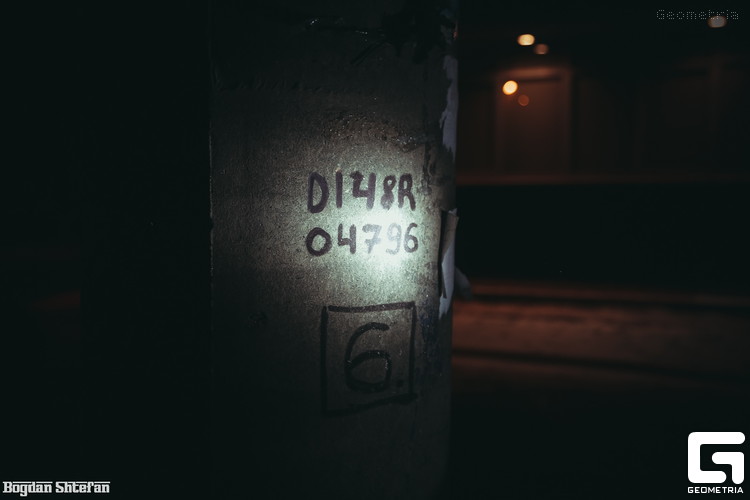 Geometria
D148R
04796
6.
Bogdan Shtefan
GEOMETRIA